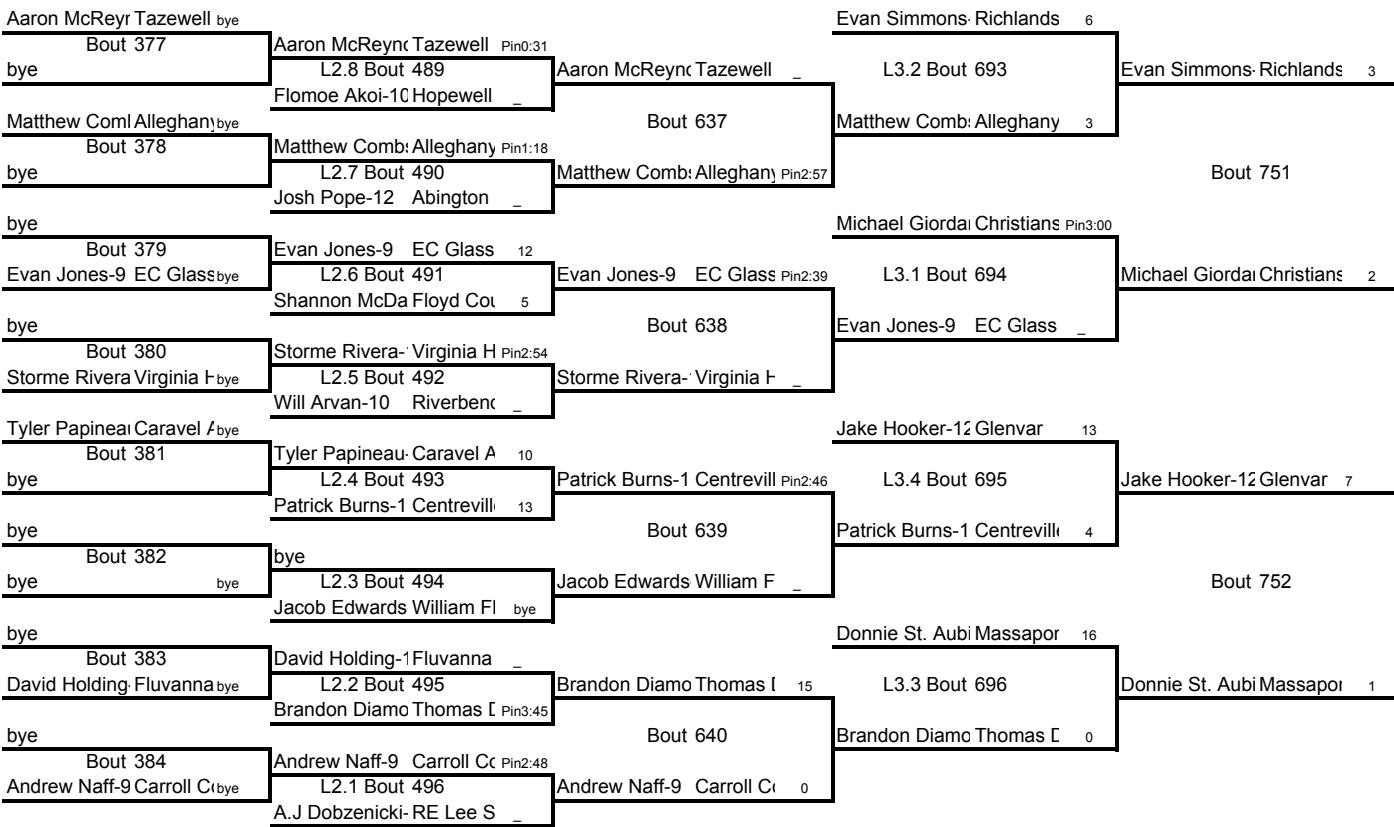 Aaron McReyr Tazewell bye
Evan Simmons- Richlands 6
Bout 377
Aaron McReync Tazewell Pin0:31
bye
L2.8 Bout 489
Aaron McReync Tazewell _
L3.2 Bout 693
Evan Simmons- Richlands 3
Flomoe Akoi-10 Hopewell _
Matthew Coml Alleghany bye
Bout 637
Matthew Comb: Alleghany 3
Bout 378
Matthew Comb: Alleghany Pin1:18
bye
L2.7 Bout 490
Matthew Comb: Alleghany Pin2:57
Bout 751
Josh Pope-12 Abington _
bye
Michael Giordai Christians Pin3:00
Bout 379
Evan Jones-9 EC Glass 12
Evan Jones-9 EC Glass bye
L2.6 Bout 491
Evan Jones-9 EC Glass Pin2:39
L3.1 Bout 694
Michael Giordai Christians 2
Shannon McDa Floyd Cou 5
bye
Bout 638
Evan Jones-9 EC Glass _
Bout 380
Storme Rivera- Virginia H Pin2:54
Storme Rivera Virginia H bye
L2.5 Bout 492
Storme Rivera- Virginia H _
Will Arvan-10 Riverbend _
Tyler Papineau Caravel A bye
Jake Hooker-12 Glenvar 13
Bout 381
Tyler Papineau- Caravel A 10
bye
L2.4 Bout 493
Patrick Burns-1 Centrevill Pin2:46
L3.4 Bout 695
Jake Hooker-12 Glenvar 7
Patrick Burns-1 Centreville 13
bye
Bout 639
Patrick Burns-1 Centreville 4
Bout 382
bye
bye bye
L2.3 Bout 494
Jacob Edwards William F _
Bout 752
Jacob Edwards William Fl bye
bye
Donnie St. Aubi Massapor 16
Bout 383
David Holding-1 Fluvanna _
David Holding- Fluvanna bye
L2.2 Bout 495
Brandon Diamo Thomas D 15
L3.3 Bout 696
Donnie St. Aubi Massapor 1
Brandon Diamo Thomas D Pin3:45
bye
Bout 640
Brandon Diamo Thomas D 0
Bout 384
Andrew Naff-9 Carroll Co Pin2:48
Andrew Naff-9 Carroll Co bye
L2.1 Bout 496
Andrew Naff-9 Carroll Co 0
A.J Dobzenicki- RE Lee S _